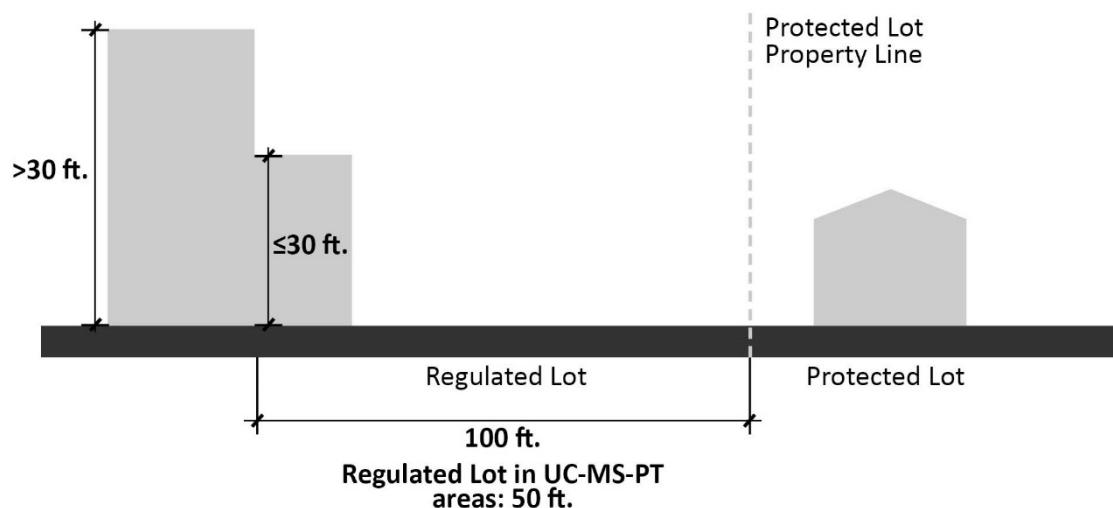 Protected Lot
Property Line
>30 ft.
≤30 ft.
Regulated Lot
Protected Lot
100 ft.
Regulated Lot in UC-MS-PT
areas: 50 ft.